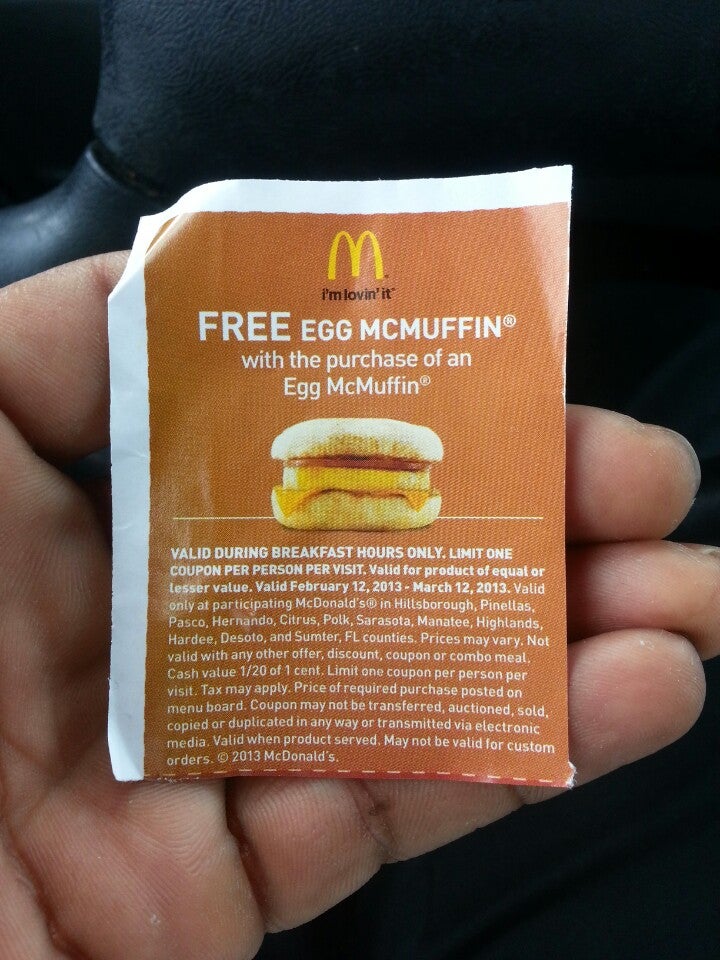 i'm lovin' it™
FREE EGG MCMUFFIN®
with the purchase of an
Egg McMuffin®
VALID DURING BREAKFAST HOURS ONLY. LIMIT ONE
COUPON PER PERSON PER VISIT. Valid for product of equal or
lesser value. Valid February 12, 2013 - March 12, 2013. Valid
only at participating McDonald's® in Hillsborough, Pinellas,
Pasco, Hernando, Citrus, Polk, Sarasota, Manatee, Highlands,
Hardee, Desoto, and Sumter, FL counties. Prices may vary. Not
valid with any other offer, discount, coupon or combo meal.
Cash value 1/20 of 1 cent. Limit one coupon per person per
visit. Tax may apply. Price of required purchase posted on
menu board. Coupon may not be transferred, auctioned, sold,
copied or duplicated in any way or transmitted via electronic
media. Valid when product served. May not be valid for custom
orders. © 2013 McDonald's.